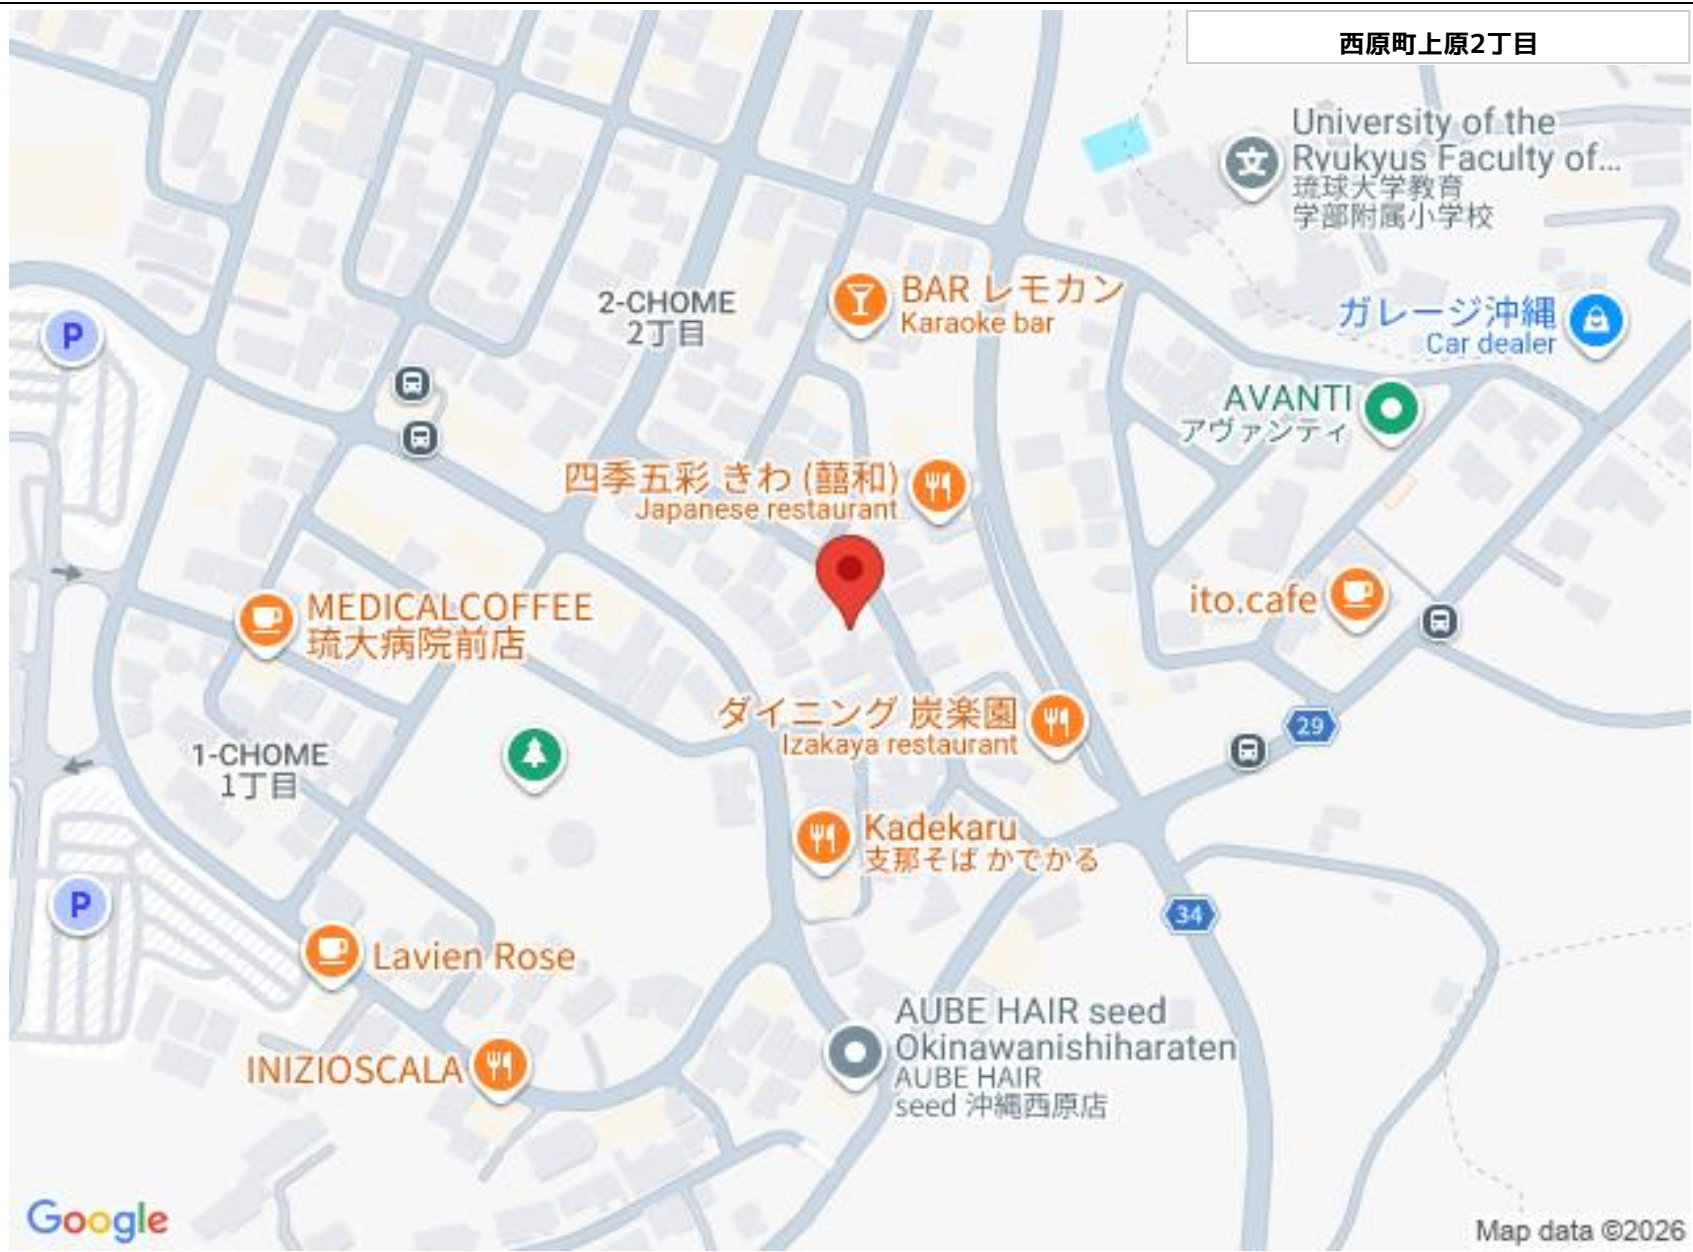 西原町上原2丁目
University of the
Ryukyus Faculty of...
琉球大学教育
学部附属小学校
2-CHOME
2丁目
BAR レモカン
Karaoke bar
ガレージ沖縄
Car dealer
P
AVANTI
アヴァンティ
四季五彩 きわ (囍和)
Japanese restaurant
MEDICALCOFFEE
琉大病院前店
ito.cafe
ダイニング 炭楽園
Izakaya restaurant
29
1-CHOME
1丁目
Kadekaru
支那そば かでかる
P
34
Lavien Rose
AUBE HAIR seed
Okinawanishiharaten
AUBE HAIR
seed 沖縄西原店
INIZIOSCALA
Google
Map data ©2026